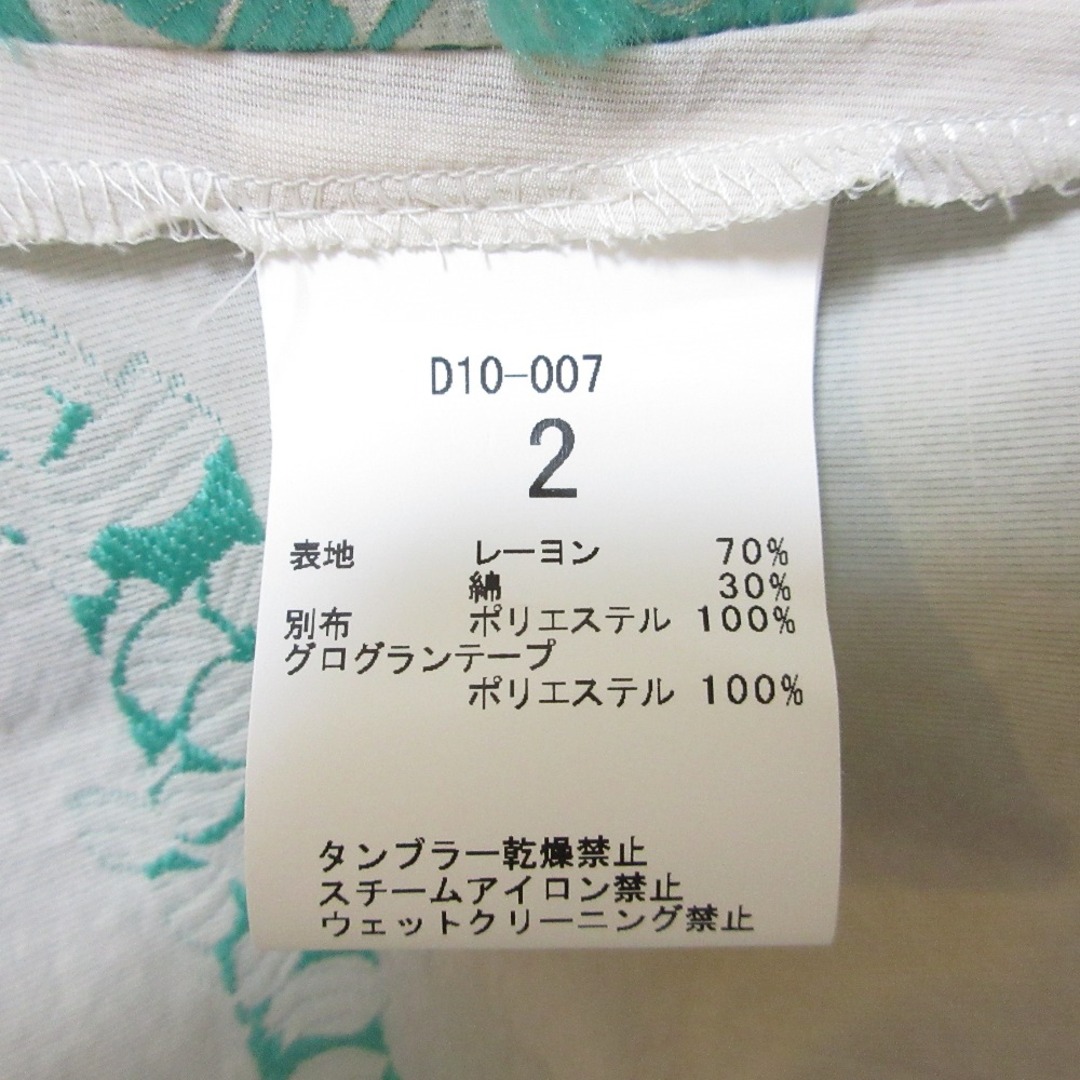 D10-007
2
表地 レーヨン 70%
綿 30%
別布 ポリエステル 100%
グログランテープ
ポリエステル 100%
タンブラー乾燥禁止
スチームアイロン禁止
ウェットクリーニング禁止